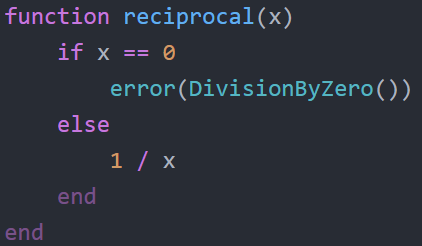 function reciprocal(x)
    if x == 0
        error(DivisionByZero())
    else
        1 / x
    end
end